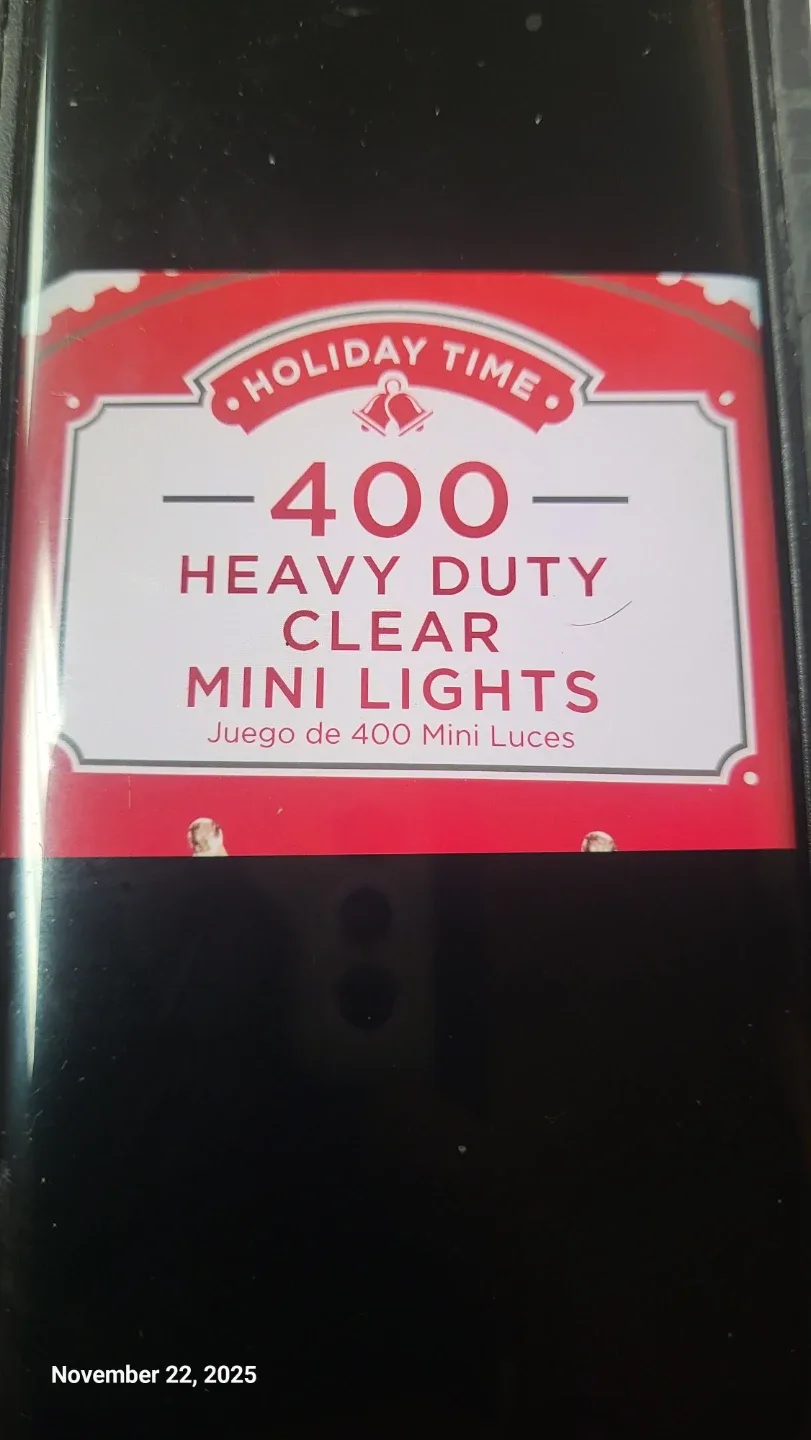 HOLIDAY TIME
400
HEAVY DUTY
CLEAR
MINI LIGHTS
Juego de 400 Mini Luces
November 22, 2025